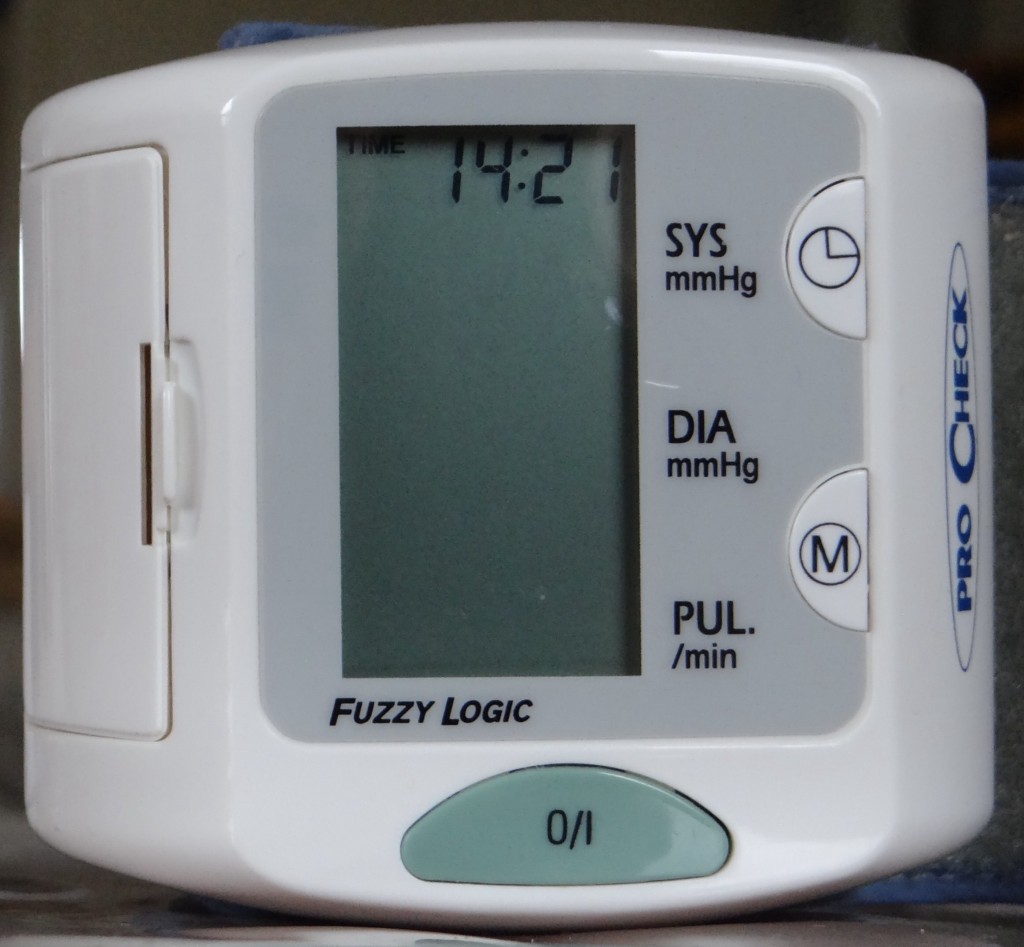 TIME 14:21
SYS
mmHg
DIA
mmHg
M
PUL.
/min
FUZZY LOGIC
0/I
PRO CHECK